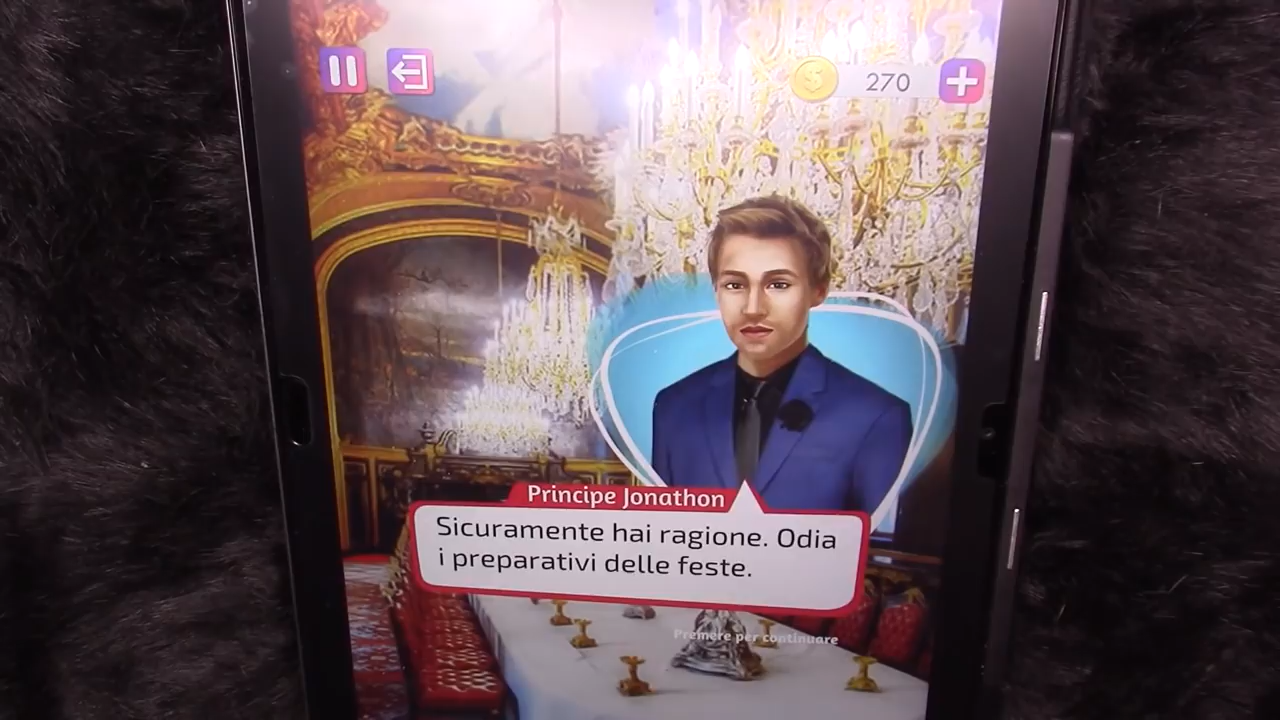 270
Principe Jonathon
Sicuramente hai ragione. Odia
i preparativi delle feste.
Premere per continuare